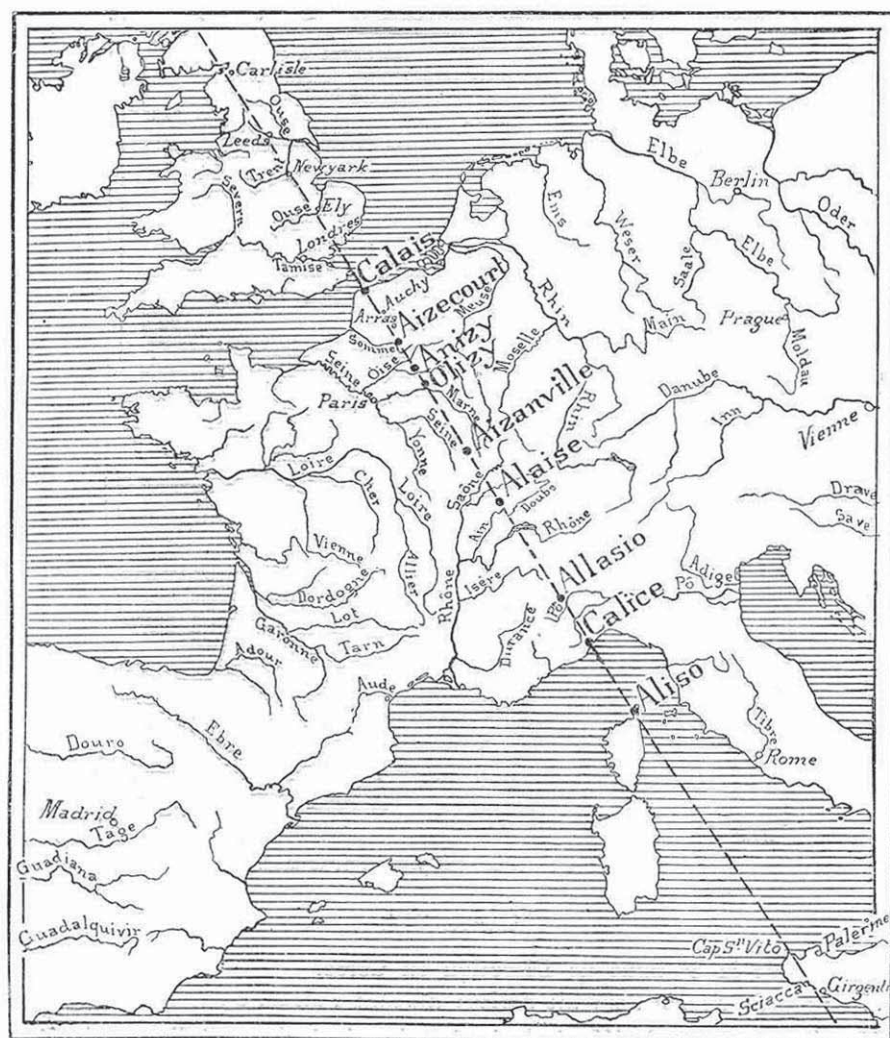 Carlisle
Ouse
Leeds
Trent
Newyark
Severn
Ouse
Ely
Londres
Tamise
Elbe
Berlin
Oder
Ems
Weser
Saale
Elbe
Calais
Auchy
Meuse
Arras
Aizecourt
Rhin
Main
Prague
Moldau
Somme
Anizy
Olizy
Oise
Seine
Moselle
Paris
Marne
Aizanville
Seine
Yonne
Rhin
Danube
Inn
Vienne
Loire
Cher
Loire
Saône
Alaise
Doubs
Drave
Save
Ain
Rhône
Vienne
Allier
Isère
Allasio
Adige
Pô
Pô
Dordogne
Rhône
Calice
Lot
Garonne
Tarn
Durance
Adour
Aude
Aliso
Tibre
Rome
Ebre
Douro
Madrid
Tage
Guadiana
Guadalquivir
Cap Sn Vito
Palerme
Sciacca
Girgenti